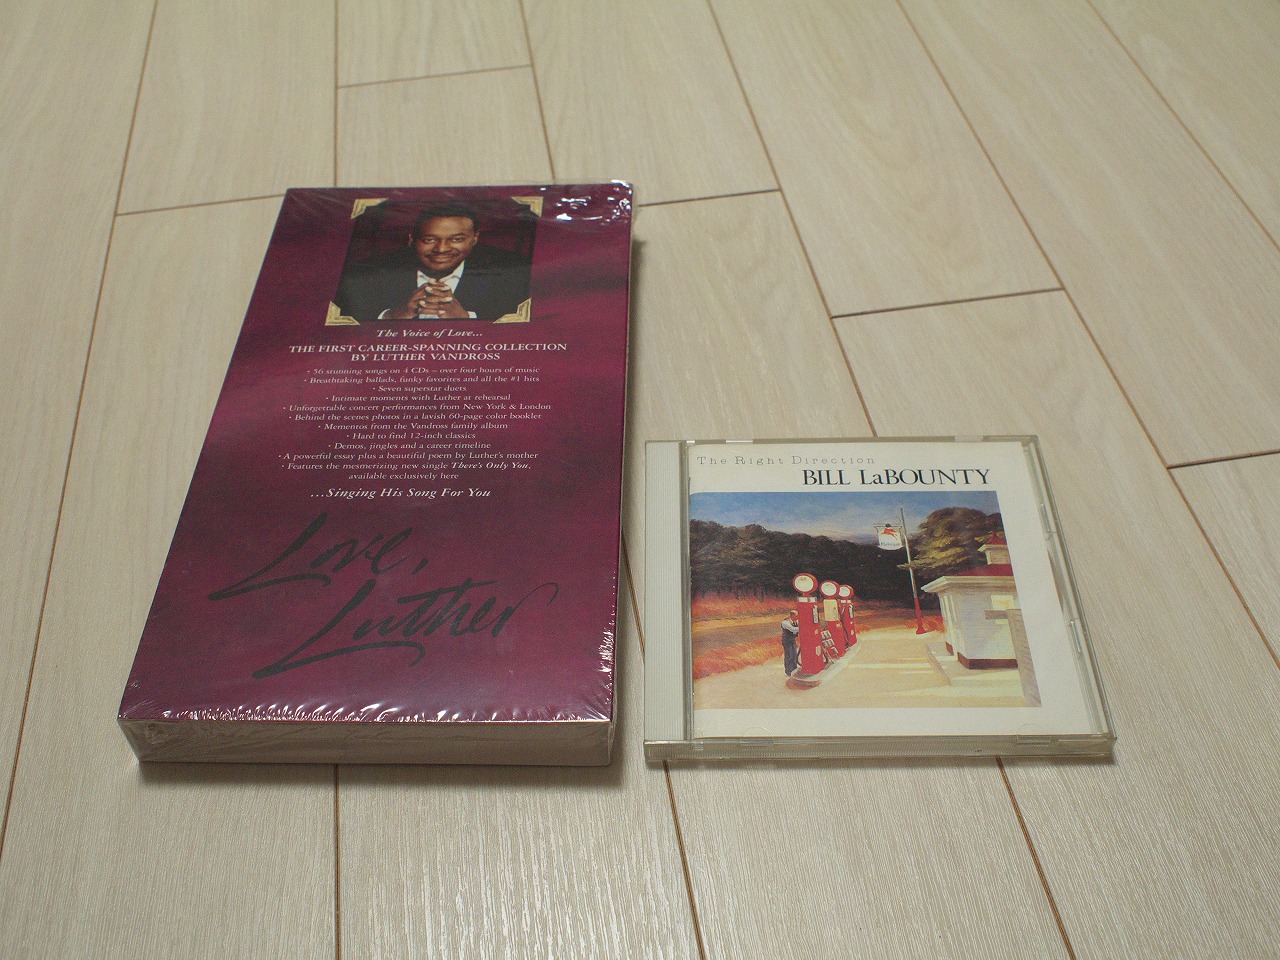 The Voice of Love...
THE FIRST CAREER-SPANNING COLLECTION
BY LUTHER VANDROSS
· 56 stunning songs on 4 CDs – over four hours of music
· Breathtaking ballads, funky favorites and all the #1 hits
· Seven superstar duets
· Intimate moments with Luther at rehearsal
· Unforgettable concert performances from New York & London
· Behind the scenes photos in a lavish 60-page color booklet
· Mementos from the Vandross family album
· Hard to find 12-inch classics
· Demos, jingles and a career timeline
· A powerful essay plus a beautiful poem by Luther's mother
· Features the mesmerizing new single There's Only You,
available exclusively here
...Singing His Song For You
Love,
Luther
The Right Direction
BILL LaBOUNTY